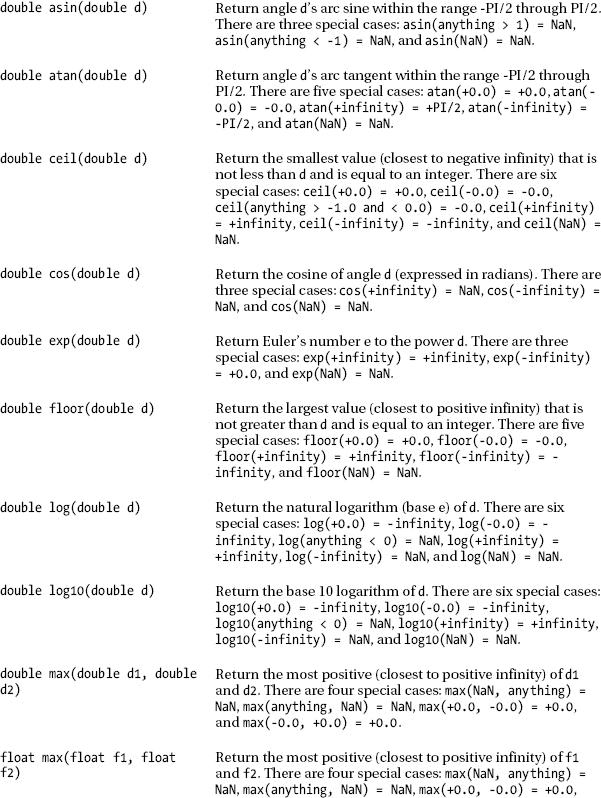 double asin(double d) Return angle d’s arc sine within the range -PI/2 through PI/2.
There are three special cases: asin(anything > 1) = NaN,
asin(anything < -1) = NaN, and asin(NaN) = NaN.
double atan(double d) Return angle d’s arc tangent within the range -PI/2 through
PI/2. There are five special cases: atan(+0.0) = +0.0, atan(-
0.0) = -0.0, atan(+infinity) = +PI/2, atan(-infinity) =
-PI/2, and atan(NaN) = NaN.
double ceil(double d) Return the smallest value (closest to negative infinity) that is
not less than d and is equal to an integer. There are six
special cases: ceil(+0.0) = +0.0, ceil(-0.0) = -0.0,
ceil(anything > -1.0 and < 0.0) = -0.0, ceil(+infinity)
= +infinity, ceil(-infinity) = -infinity, and ceil(NaN) =
NaN.
double cos(double d) Return the cosine of angle d (expressed in radians). There are
three special cases: cos(+infinity) = NaN, cos(-infinity) =
NaN, and cos(NaN) = NaN.
double exp(double d) Return Euler’s number e to the power d. There are three
special cases: exp(+infinity) = +infinity, exp(-infinity)
= +0.0, and exp(NaN) = NaN.
double floor(double d) Return the largest value (closest to positive infinity) that is
not greater than d and is equal to an integer. There are five
special cases: floor(+0.0) = +0.0, floor(-0.0) = -0.0,
floor(+infinity) = +infinity, floor(-infinity) = -
infinity, and floor(NaN) = NaN.
double log(double d) Return the natural logarithm (base e) of d. There are six
special cases: log(+0.0) = -infinity, log(-0.0) = -
infinity, log(anything < 0) = NaN, log(+infinity) =
+infinity, log(-infinity) = NaN, and log(NaN) = NaN.
double log10(double d) Return the base 10 logarithm of d. There are six special cases:
log10(+0.0) = -infinity, log10(-0.0) = -infinity,
log10(anything < 0) = NaN, log10(+infinity) = +infinity,
log10(-infinity) = NaN, and log10(NaN) = NaN.
double max(double d1, double Return the most positive (closest to positive infinity) of d1
d2) and d2. There are four special cases: max(NaN, anything) =
NaN, max(anything, NaN) = NaN, max(+0.0, -0.0) = +0.0,
and max(-0.0, +0.0) = +0.0.
float max(float f1, float Return the most positive (closest to positive infinity) of f1
f2) and f2. There are four special cases: max(NaN, anything) =
NaN, max(anything, NaN) = NaN, max(+0.0, -0.0) = +0.0,